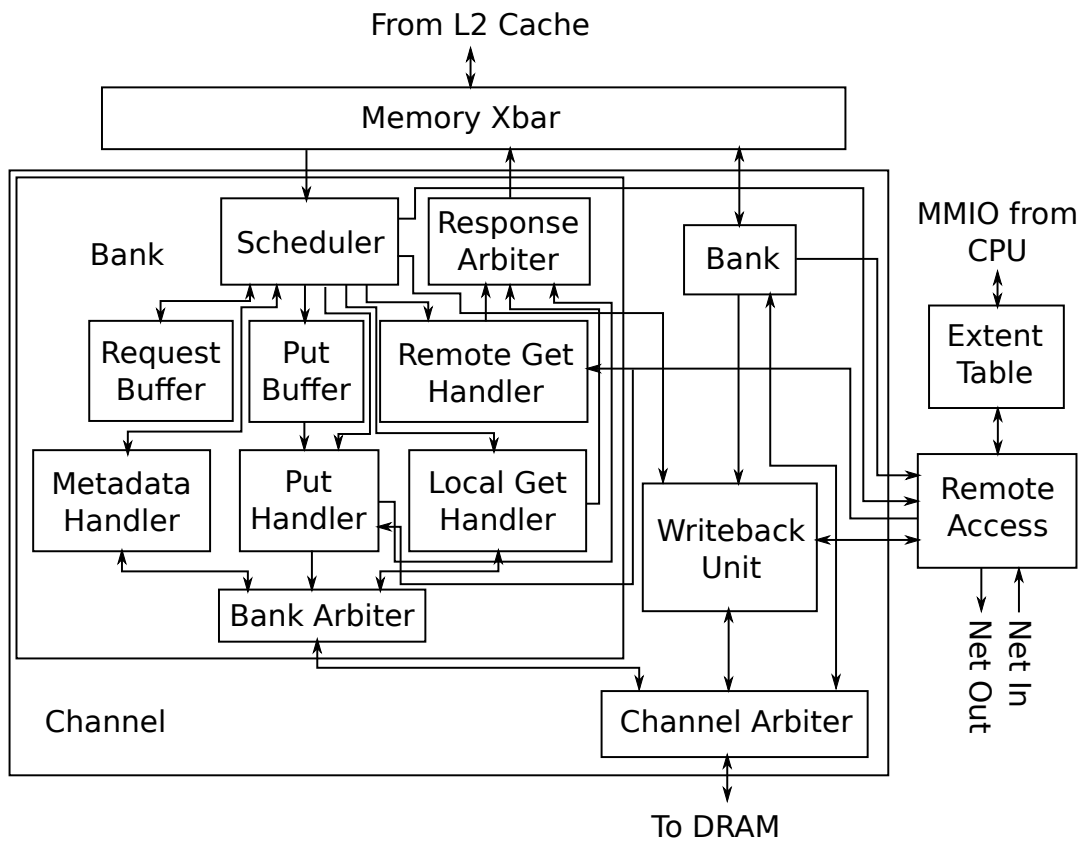 From L2 Cache
Memory Xbar
Bank
Scheduler
Response
Arbiter
Bank
MMIO from
CPU
Request
Buffer
Put
Buffer
Remote Get
Handler
Extent
Table
Metadata
Handler
Put
Handler
Local Get
Handler
Writeback
Unit
Remote
Access
Bank Arbiter
Net Out
Net In
Channel
Channel Arbiter
To DRAM